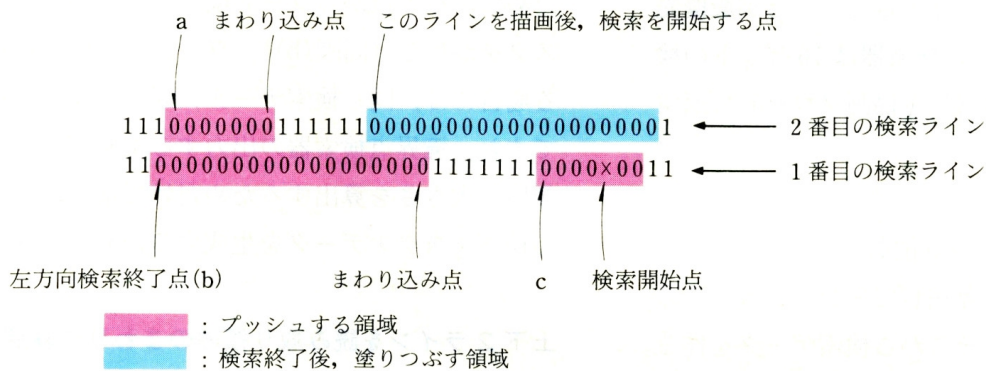 a まわり込み点 このラインを描画後，検索を開始する点
1110000000111111000000000000000000001 2番目の検索ライン
11000000000000000000011111110000×0011 1番目の検索ライン
左方向検索終了点(b) まわり込み点 c 検索開始点
：プッシュする領域
：検索終了後，塗りつぶす領域